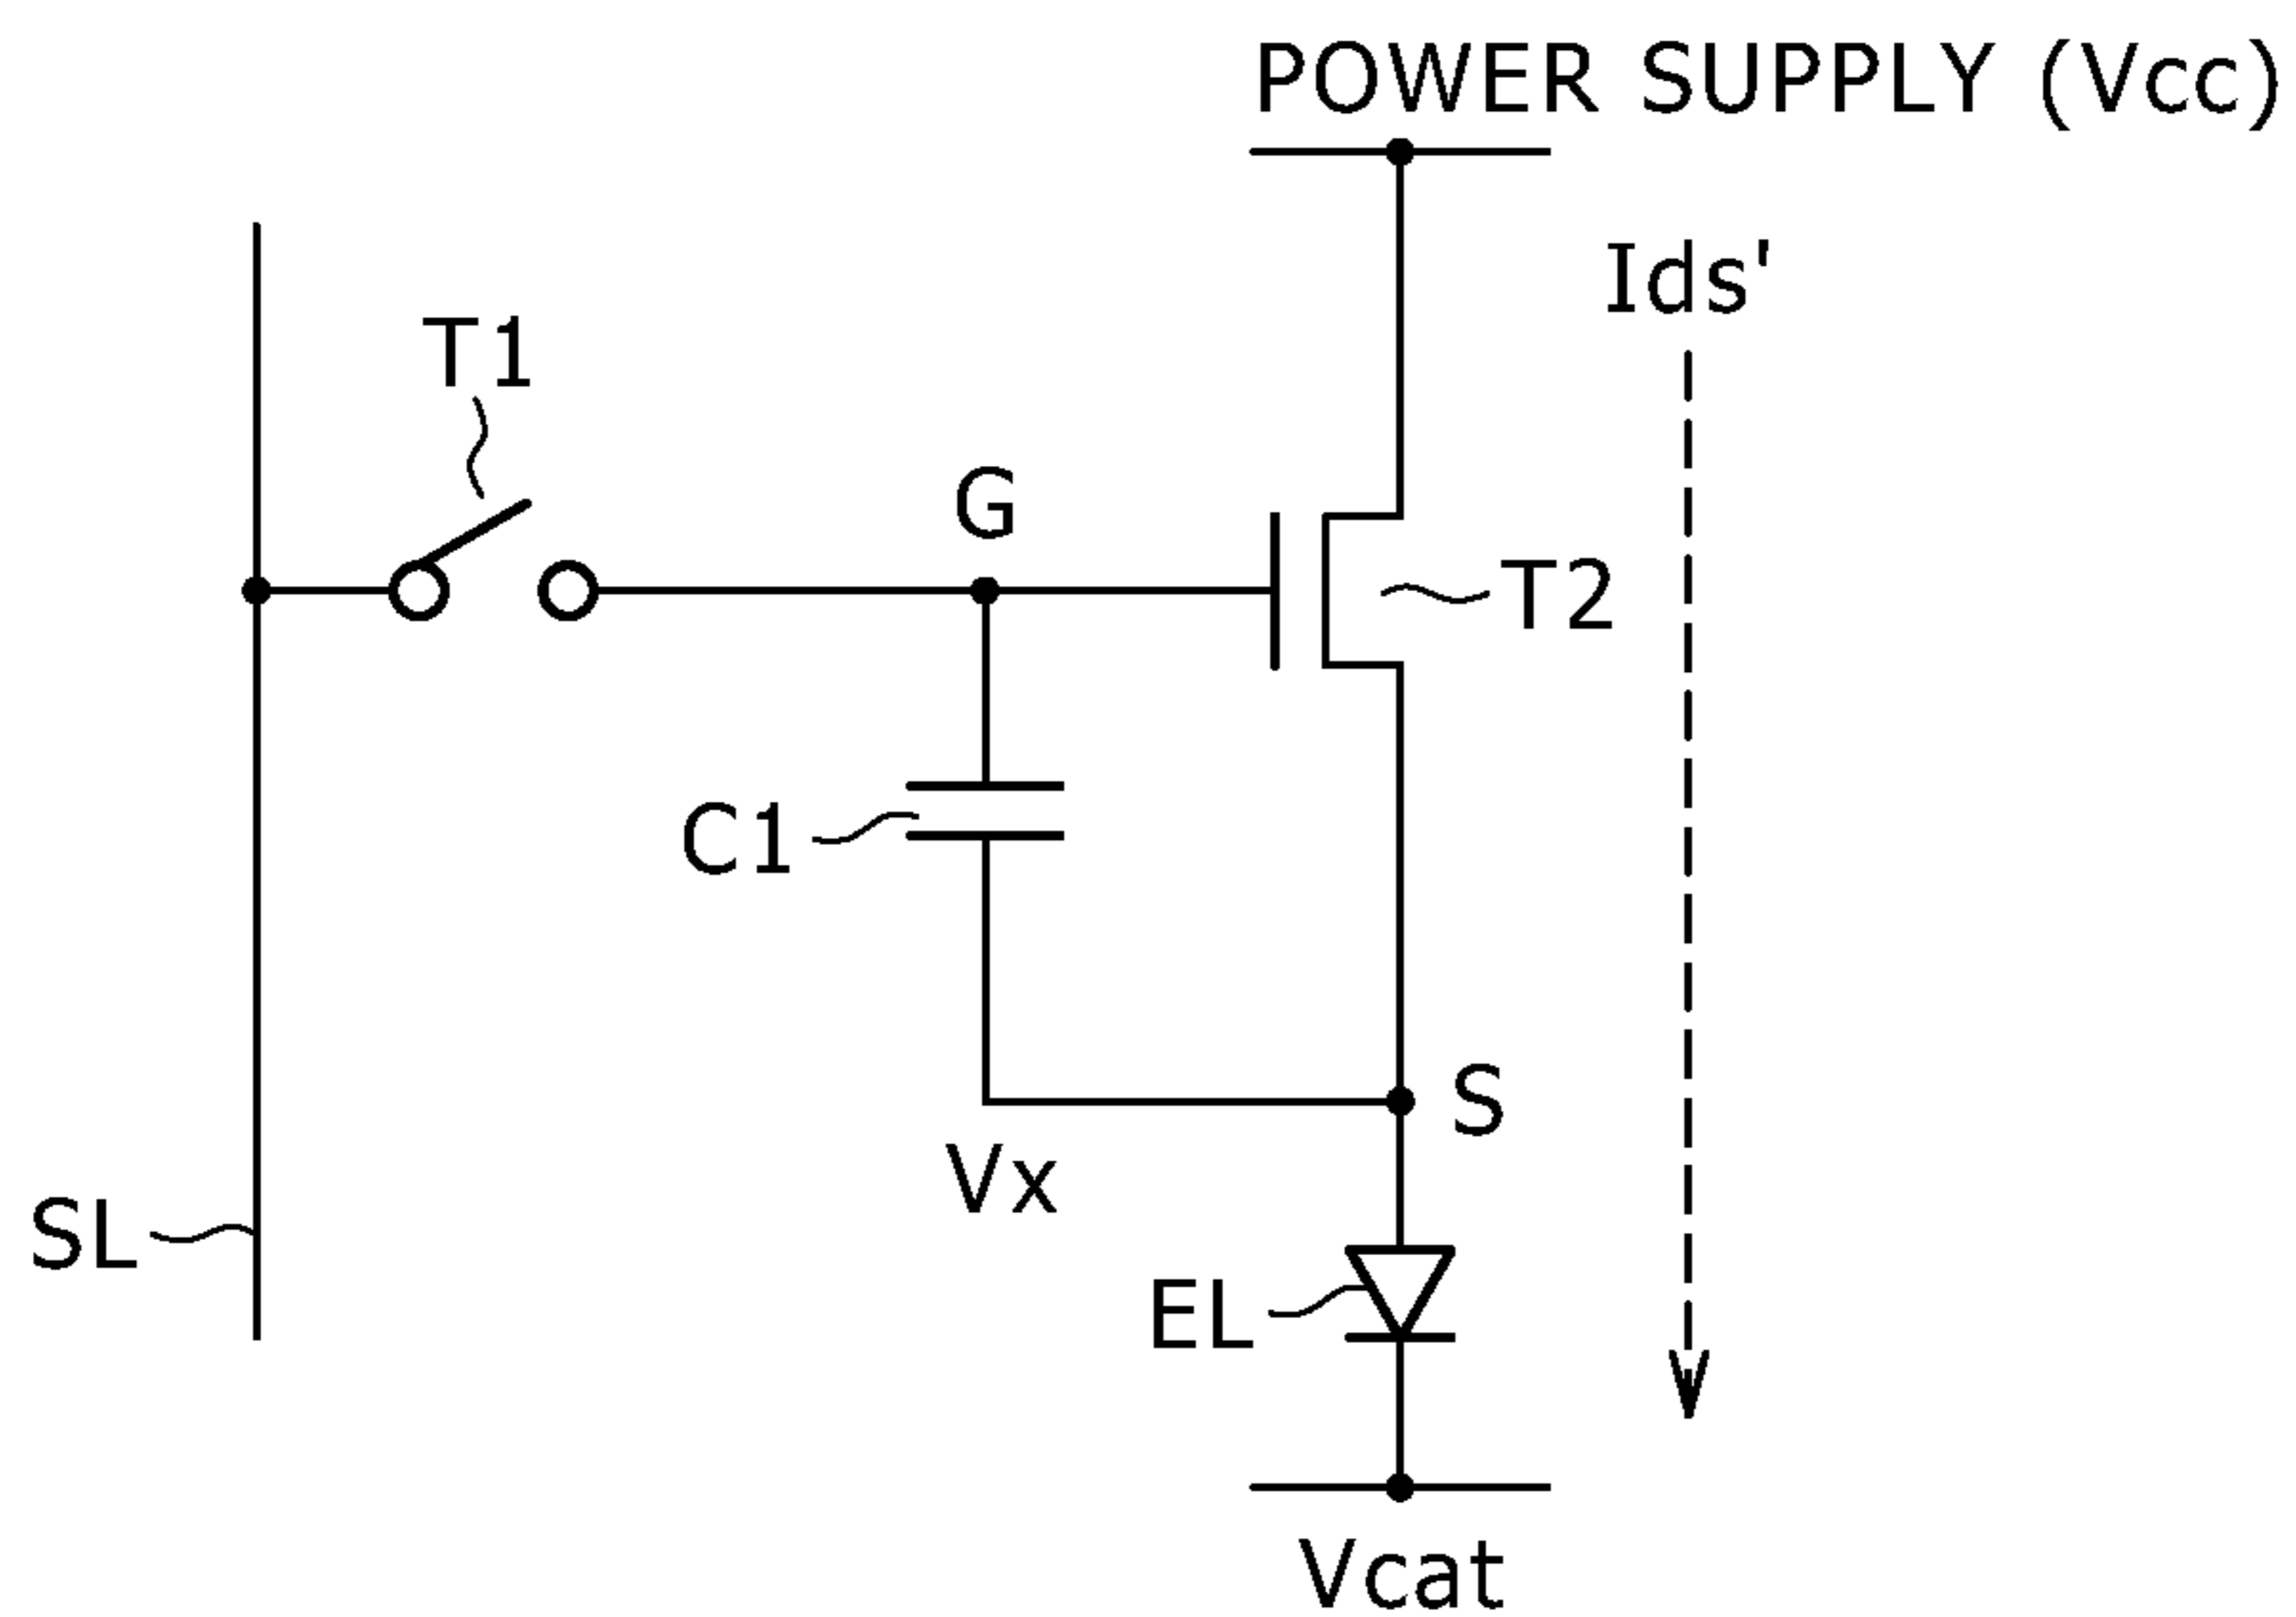 POWER SUPPLY (Vcc)
Ids'
T1
G
T2
C1
S
Vx
SL
EL
Vcat